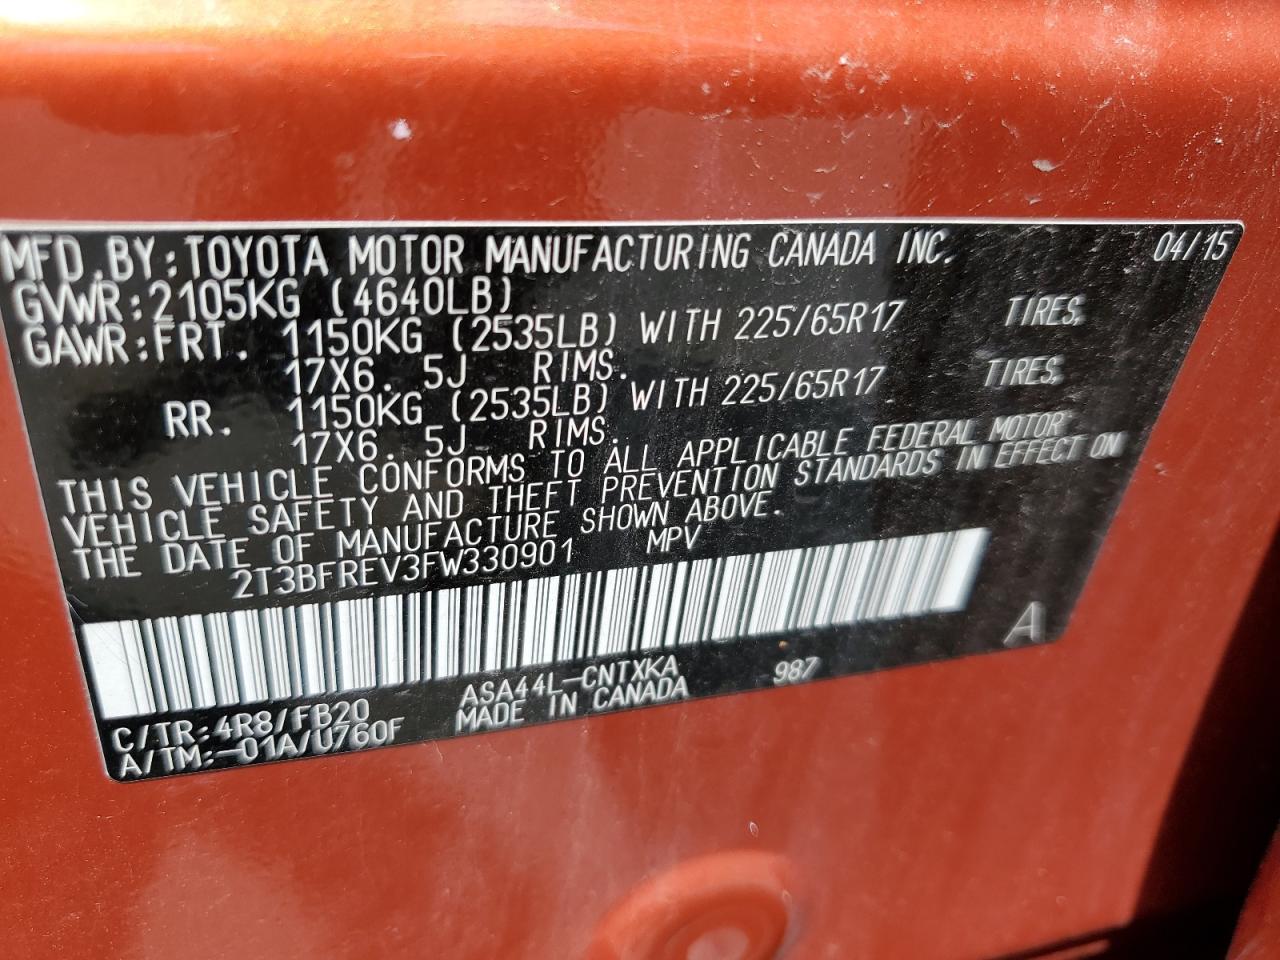 MFD. BY: TOYOTA MOTOR MANUFACTURING CANADA INC. 04/15
GVWR: 2105KG (4640LB)
GAWR: FRT. 1150KG (2535LB) WITH 225/65R17 TIRES,
17X6. 5J RIMS.
RR. 1150KG (2535LB) WITH 225/65R17 TIRES,
17X6. 5J RIMS.
THIS VEHICLE CONFORMS TO ALL APPLICABLE FEDERAL MOTOR
VEHICLE SAFETY AND THEFT PREVENTION STANDARDS IN EFFECT ON
THE DATE OF MANUFACTURE SHOWN ABOVE.
2T3BFREV3FW330901 MPV
A
C/TR: 4R8/FB20 ASA44L-CNTXKA 987
A/TM: -01A/U760F MADE IN CANADA